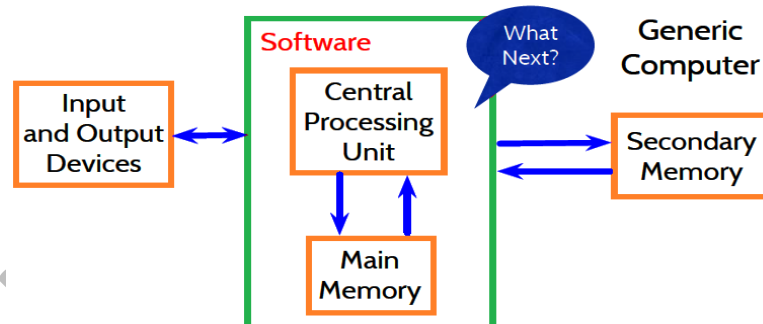 Software
What
Next?
Generic
Computer
Input
and Output
Devices
Central
Processing
Unit
Secondary
Memory
Main
Memory